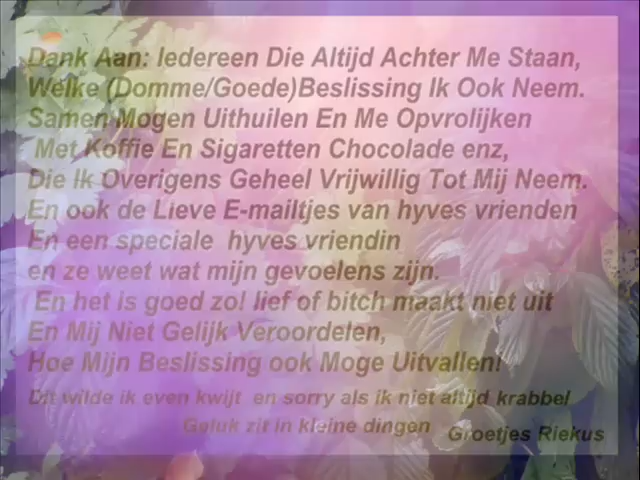 Dank Aan: Iedereen Die Altijd Achter Me Staan,
Welke (Domme/Goede)Beslissing Ik Ook Neem.
Samen Mogen Uithuilen En Me Opvrolijken
Met Koffie En Sigaretten Chocolade enz,
Die Ik Overigens Geheel Vrijwillig Tot Mij Neem.
En ook de Lieve E-mailtjes van hyves vrienden
En een speciale hyves vriendin
en ze weet wat mijn gevoelens zijn.
En het is goed zo! lief of bitch maakt niet uit
En Mij Niet Gelijk Veroordelen,
Hoe Mijn Beslissing ook Moge Uitvallen!
Dit wilde ik even kwijt en sorry als ik niet altijd krabbel
Geluk zit in kleine dingen
Groetjes Riekus